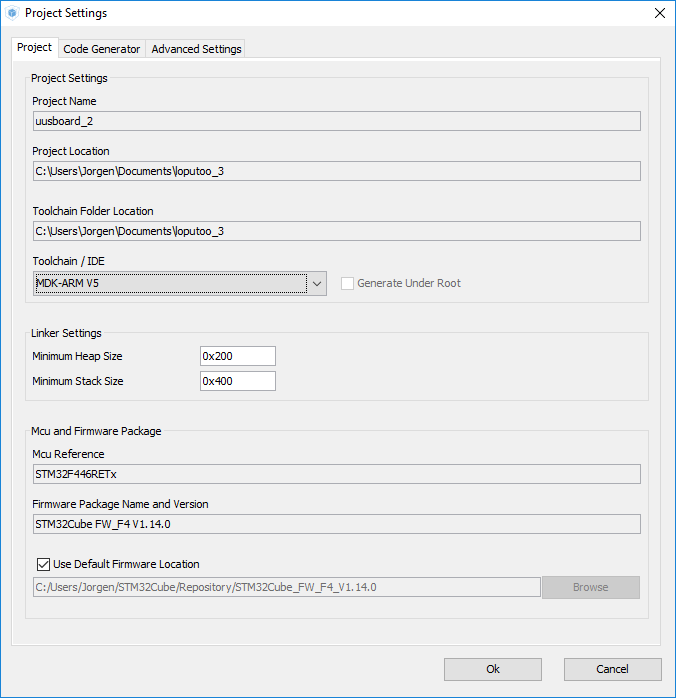 Project Settings
Project Code Generator Advanced Settings
Project Settings
Project Name
uusboard_2
Project Location
C:\Users\Jorgen\Documents\loputoo_3
Toolchain Folder Location
C:\Users\Jorgen\Documents\loputoo_3
Toolchain / IDE
MDK-ARM V5 Generate Under Root
Linker Settings
Minimum Heap Size 0x200
Minimum Stack Size 0x400
Mcu and Firmware Package
Mcu Reference
STM32F446RETx
Firmware Package Name and Version
STM32Cube FW_F4 V1.14.0
Use Default Firmware Location
C:/Users/Jorgen/STM32Cube/Repository/STM32Cube_FW_F4_V1.14.0 Browse
Ok Cancel